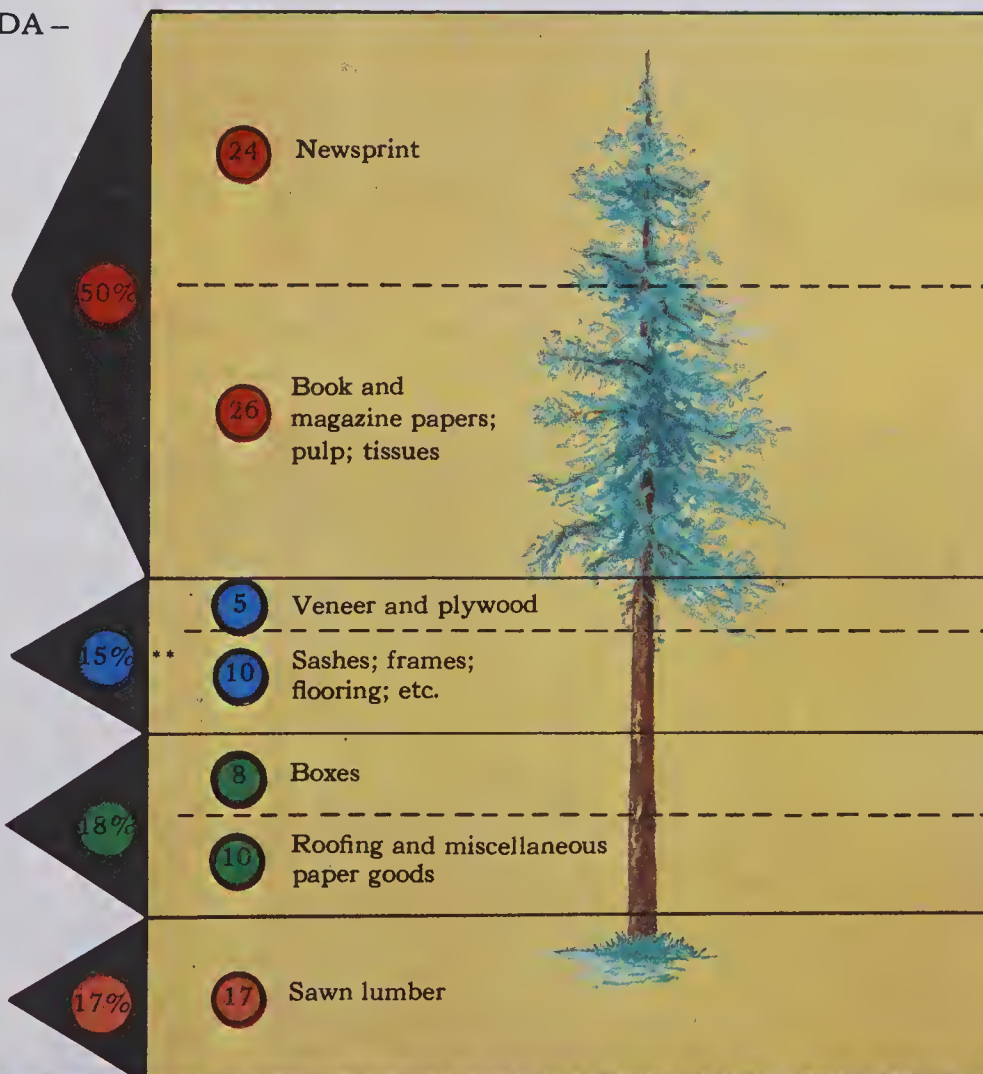 DA –
24 Newsprint
50%
26 Book and
magazine papers;
pulp; tissues
5 Veneer and plywood
15% **
10 Sashes; frames;
flooring; etc.
8 Boxes
18%
10 Roofing and miscellaneous
paper goods
17% 17 Sawn lumber